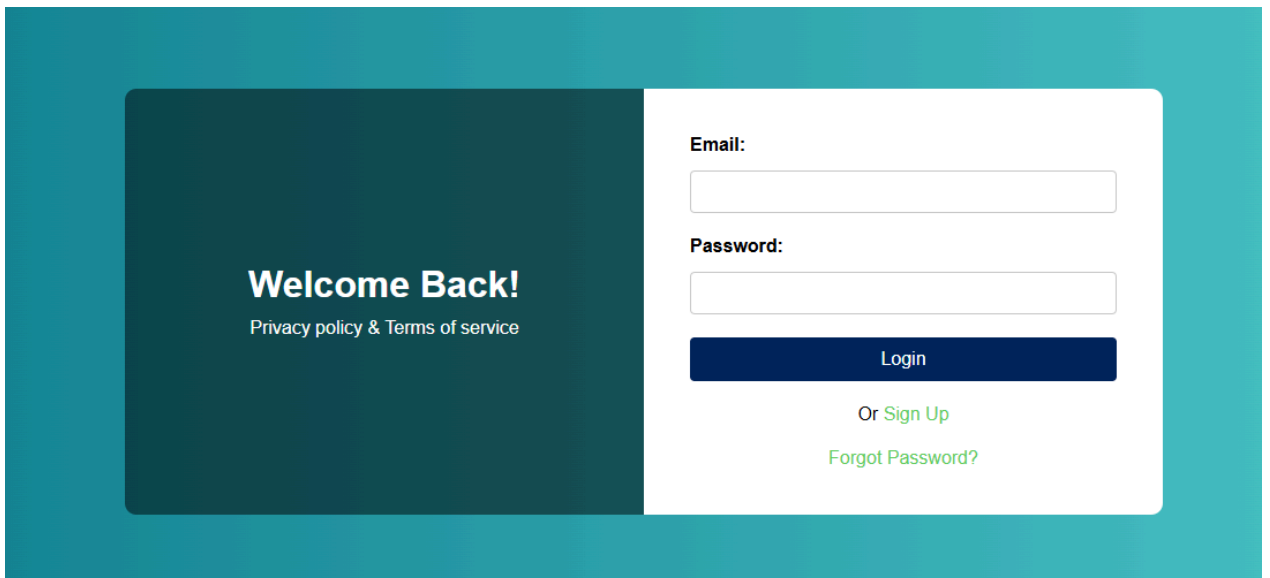 Welcome Back!
Privacy policy & Terms of service
Email:
Password:
Login
Or Sign Up
Forgot Password?